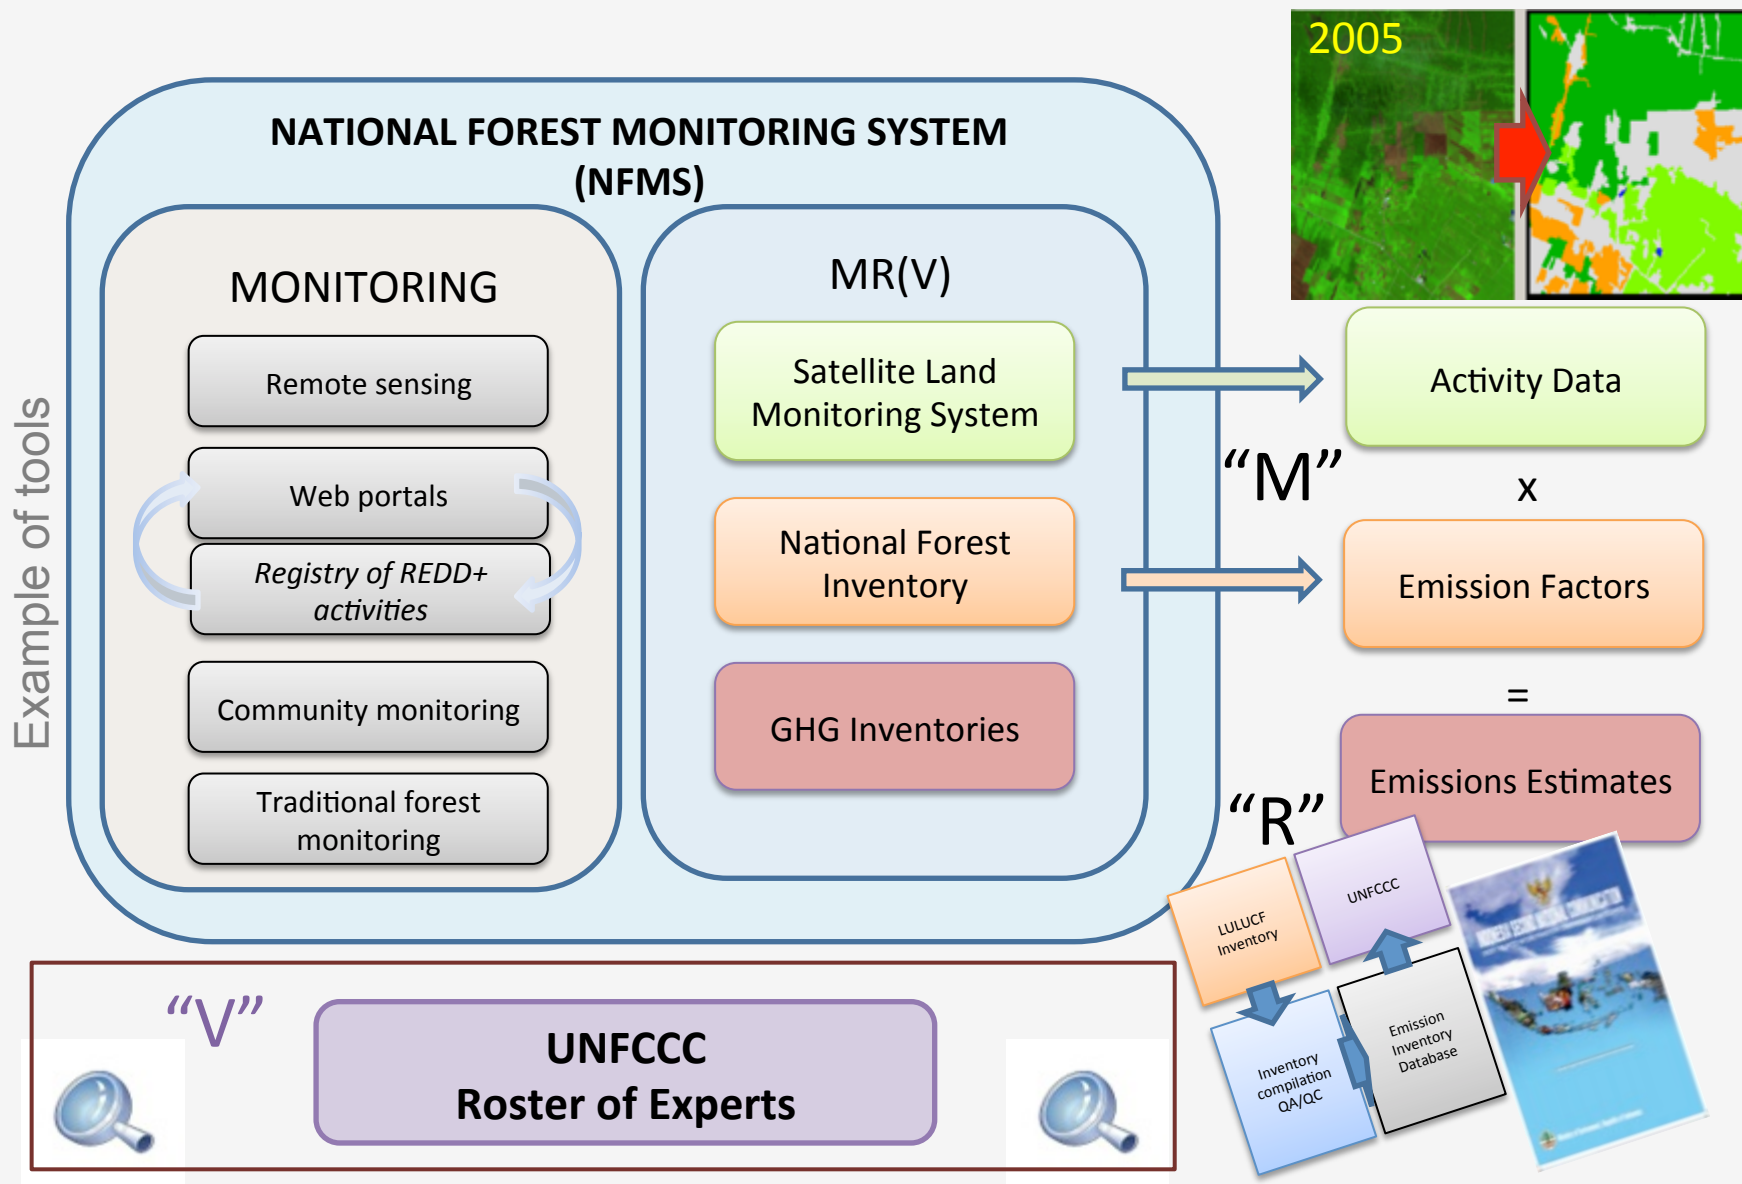 2005
NATIONAL FOREST MONITORING SYSTEM
(NFMS)
Example of tools
MONITORING
Remote sensing
Web portals
Registry of REDD+
activities
Community monitoring
Traditional forest
monitoring
MR(V)
Satellite Land
Monitoring System
National Forest
Inventory
GHG Inventories
“M”
Activity Data
x
Emission Factors
=
Emissions Estimates
“R”
LULUCF
Inventory
UNFCCC
Inventory
compilation
QA/QC
Emission
Inventory
Database
“V”
UNFCCC
Roster of Experts